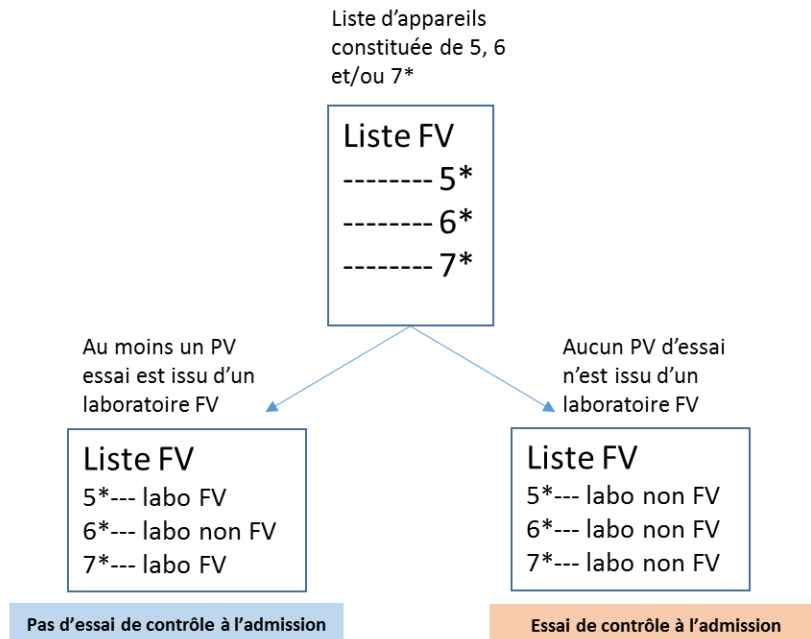 Liste d'appareils
constituée de 5, 6
et/ou 7*
Liste FV
-------- 5*
-------- 6*
-------- 7*
Au moins un PV
essai est issu d'un
laboratoire FV
Liste FV
5*--- labo FV
6*--- labo non FV
7*--- labo FV
Pas d'essai de contrôle à l'admission
Aucun PV d'essai
n'est issu d'un
laboratoire FV
Liste FV
5*--- labo non FV
6*--- labo non FV
7*--- labo non FV
Essai de contrôle à l'admission